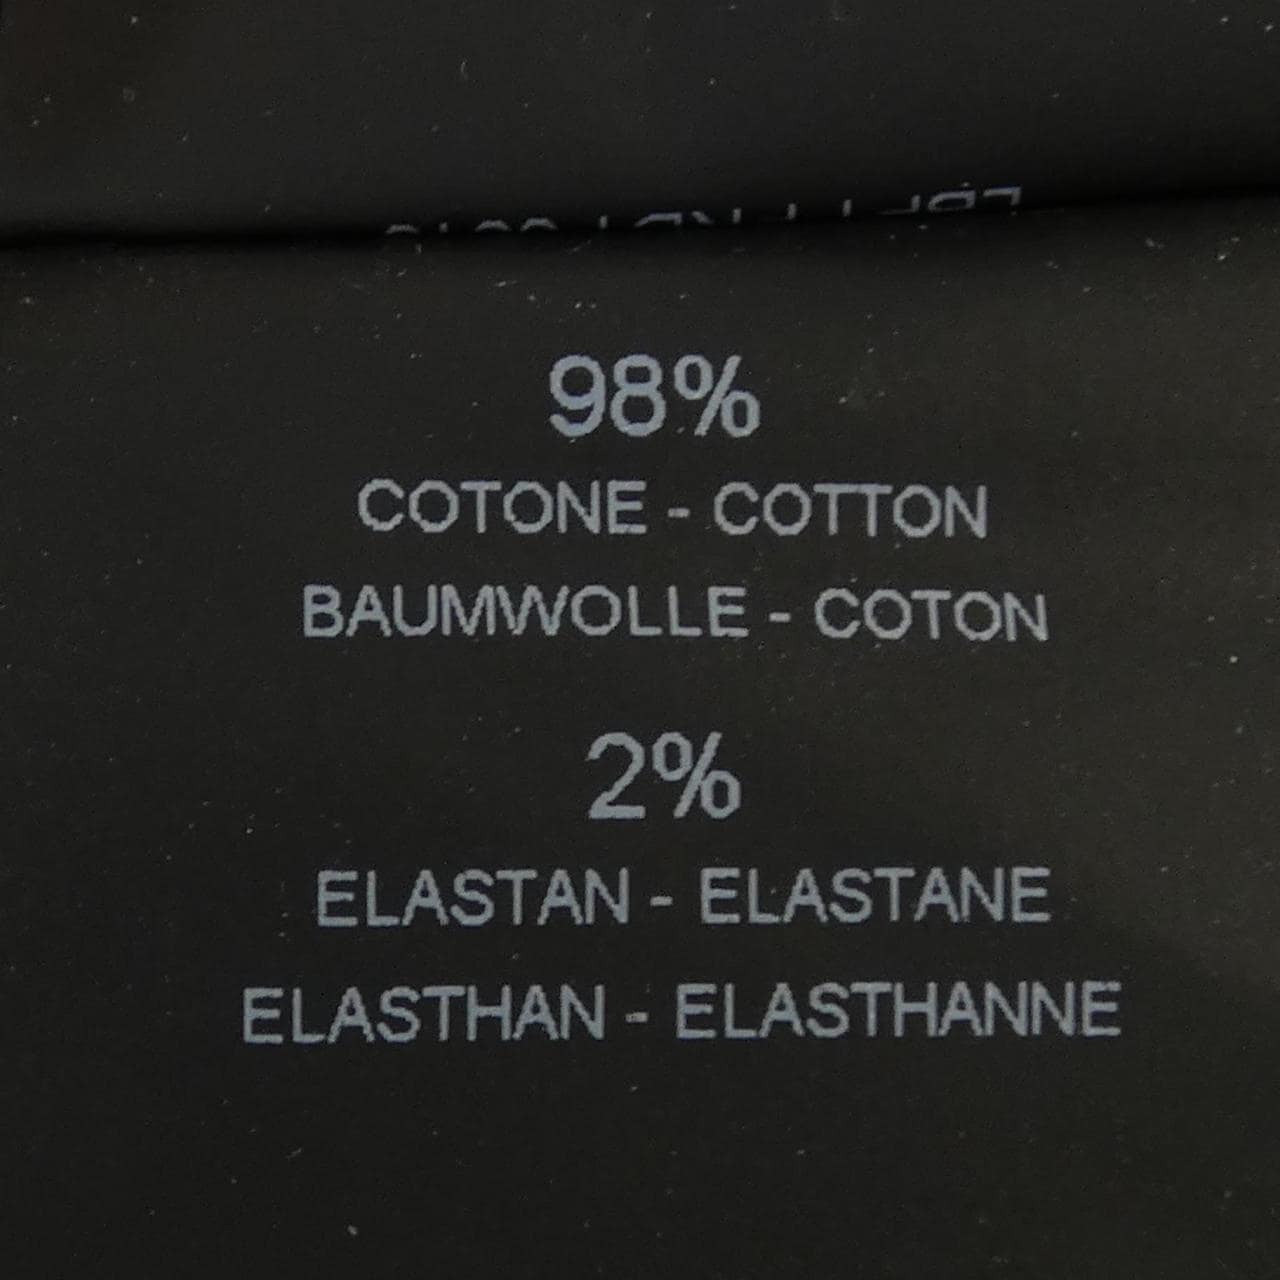 98%
COTONE - COTTON
BAUMWOLLE - COTON
2%
ELASTAN - ELASTANE
ELASTHAN - ELASTHANNE